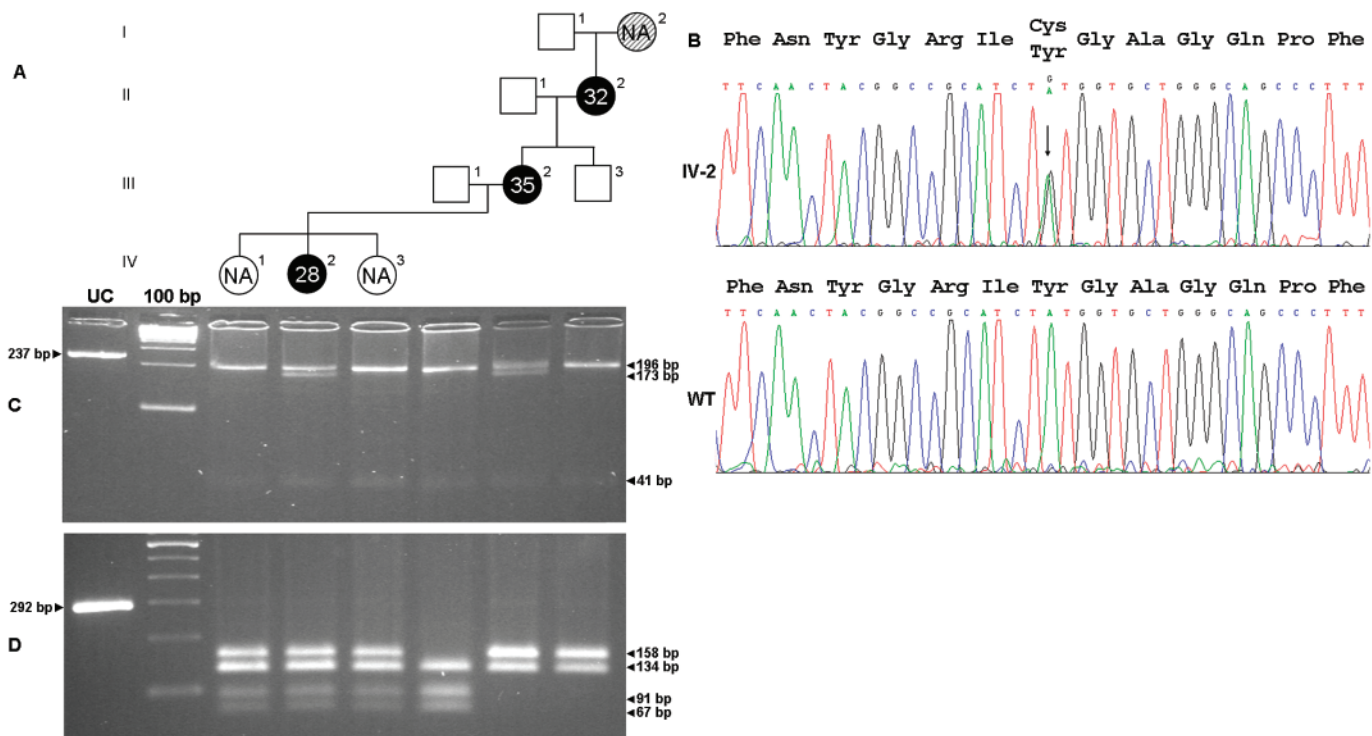 A
I
1
NA 2
II
1
32 2
III
1
35 2
3
IV
NA 1
28 2
NA 3
B
Cys
Phe Asn Tyr Gly Arg Ile Tyr Gly Ala Gly Gln Pro Phe
G
T T C A A C T A C G G C C G C A T C T A T G G T G C T G G G C A G C C C T T T
IV-2
Phe Asn Tyr Gly Arg Ile Tyr Gly Ala Gly Gln Pro Phe
T T C A A C T A C G G C C G C A T C T A T G G T G C T G G G C A G C C C T T T
WT
C
UC 100 bp
237 bp
196 bp
173 bp
41 bp
D
292 bp
158 bp
134 bp
91 bp
67 bp